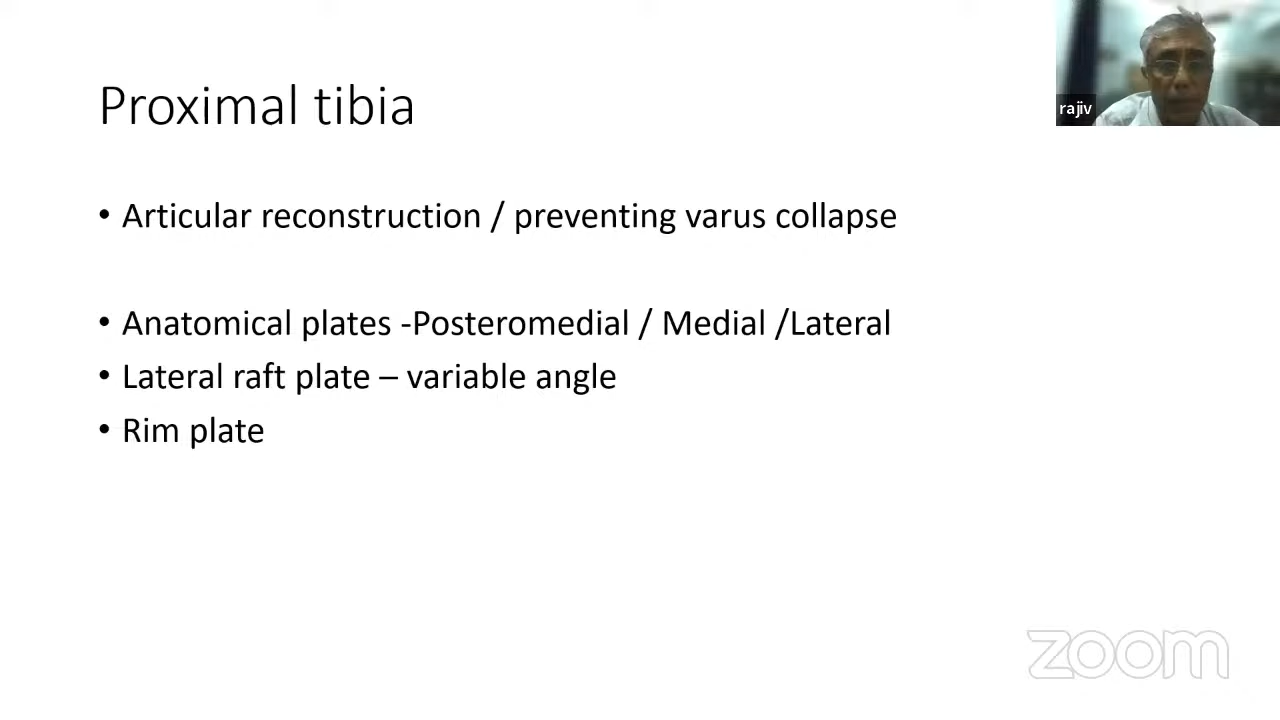 Proximal tibia
rajiv
• Articular reconstruction / preventing varus collapse
• Anatomical plates -Posteromedial / Medial /Lateral
• Lateral raft plate – variable angle
• Rim plate
zoom